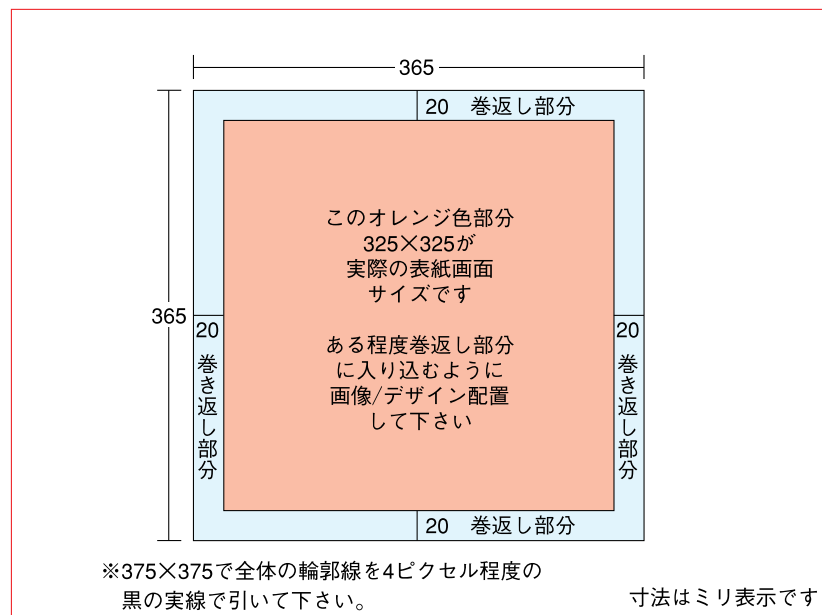 365
20 巻返し部分
このオレンジ色部分
325×325が
実際の表紙画面
サイズです
365
20
巻き返し部分
20
巻き返し部分
ある程度巻返し部分
に入り込むように
画像/デザイン配置
して下さい
20 巻返し部分
※375×375で全体の輪郭線を4ピクセル程度の
黒の実線で引いて下さい。
寸法はミリ表示です